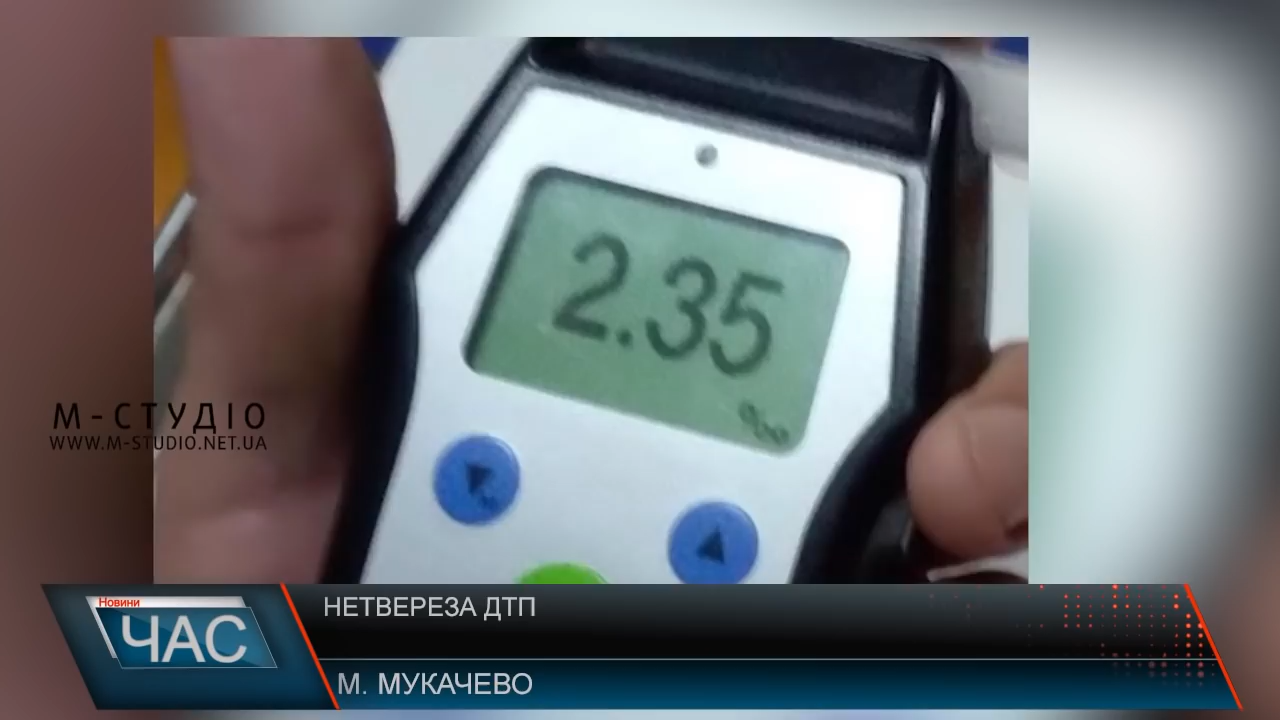 2.35
‰
М-СТУДІО
WWW.M-STUDIO.NET.UA
Новини
ЧАС
НЕТВЕРЕЗА ДТП
М. МУКАЧЕВО